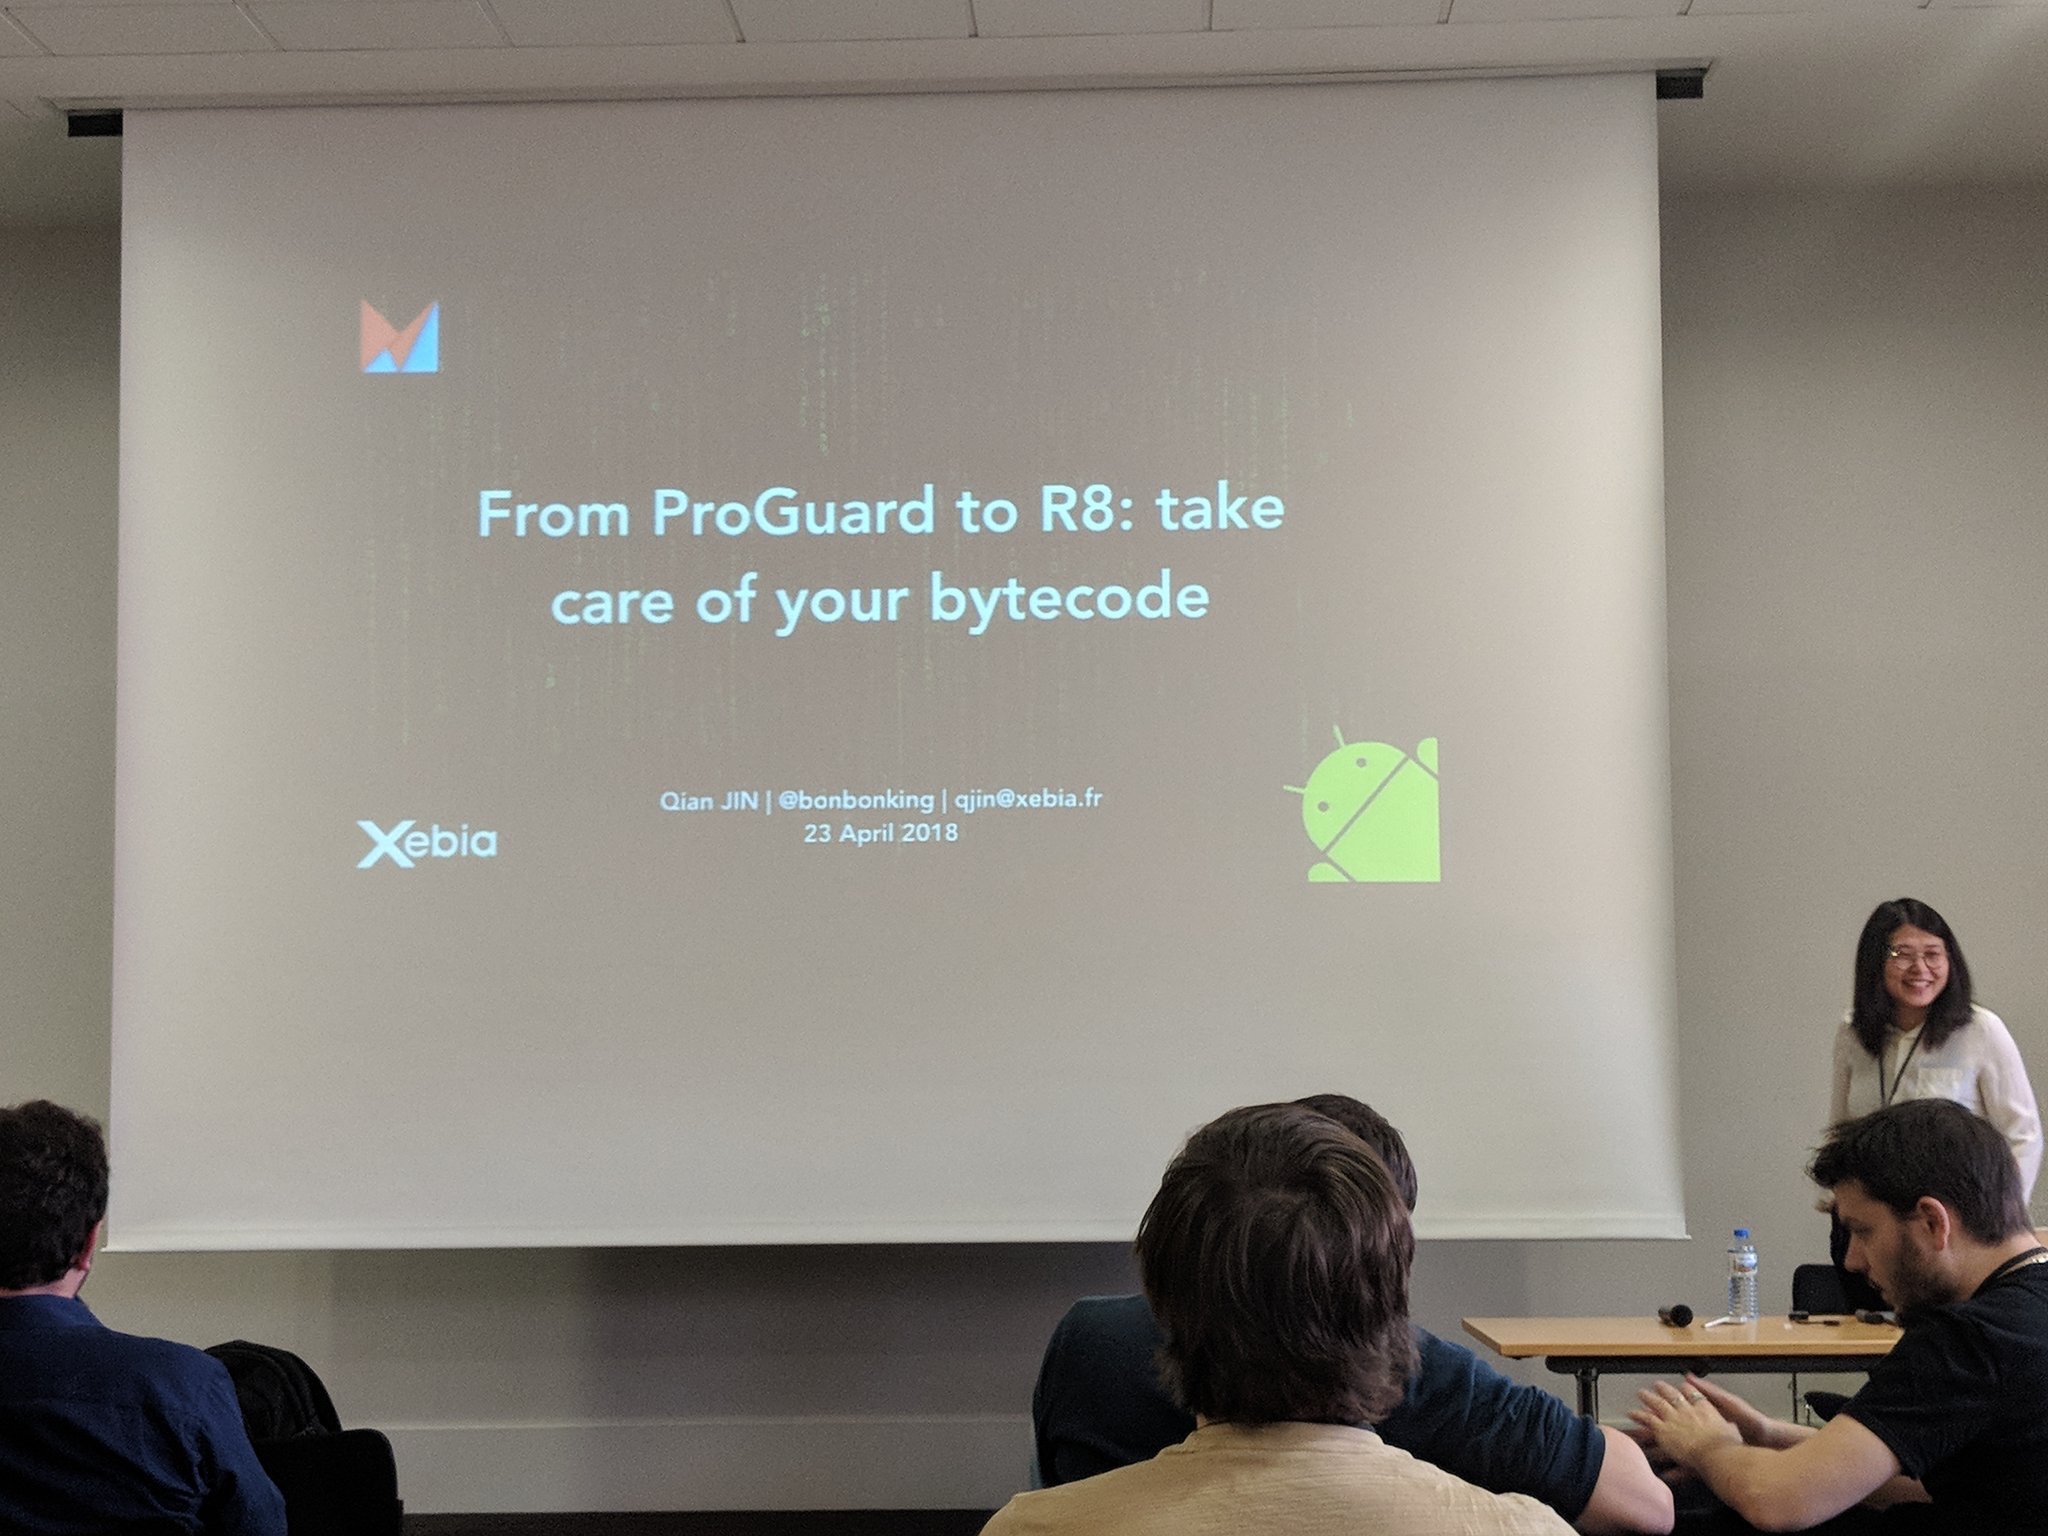 From ProGuard to R8: take
care of your bytecode
Qian JIN | @bonbonking | qjin@xebia.fr
23 April 2018
Xebia